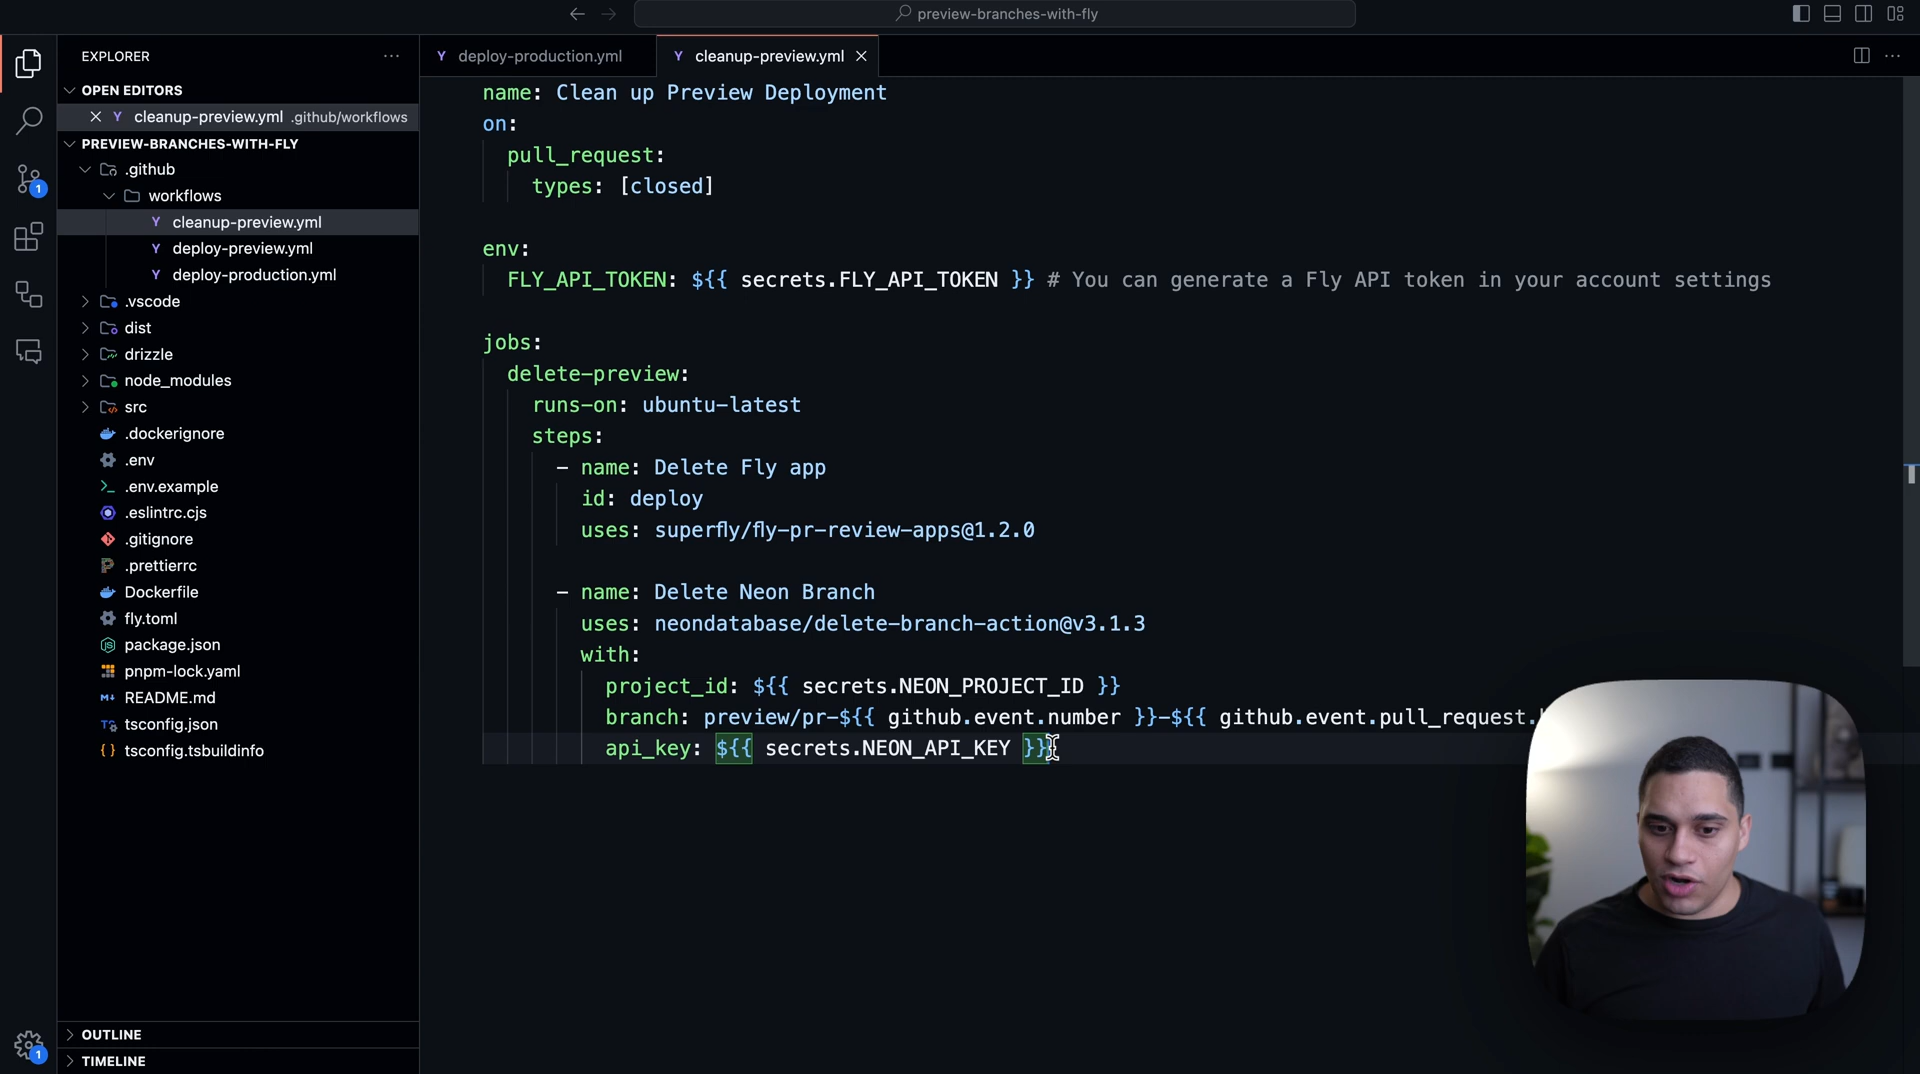 preview-branches-with-fly
EXPLORER
deploy-production.yml
cleanup-preview.yml
OPEN EDITORS
cleanup-preview.yml .github/workflows
PREVIEW-BRANCHES-WITH-FLY
.github
workflows
cleanup-preview.yml
deploy-preview.yml
deploy-production.yml
.vscode
dist
drizzle
node_modules
src
.dockerignore
.env
.env.example
.eslintrc.cjs
.gitignore
.prettierrc
Dockerfile
fly.toml
package.json
pnpm-lock.yaml
README.md
tsconfig.json
tsconfig.tsbuildinfo
OUTLINE
TIMELINE
1
1
name: Clean up Preview Deployment
on:
pull_request:
types: [closed]
env:
FLY_API_TOKEN: ${{ secrets.FLY_API_TOKEN }} # You can generate a Fly API token in your account settings
jobs:
delete-preview:
runs-on: ubuntu-latest
steps:
- name: Delete Fly app
id: deploy
uses: superfly/fly-pr-review-apps@1.2.0
- name: Delete Neon Branch
uses: neondatabase/delete-branch-action@v3.1.3
with:
project_id: ${{ secrets.NEON_PROJECT_ID }}
branch: preview/pr-${{ github.event.number }}-${{ github.event.pull_request.
api_key: ${{ secrets.NEON_API_KEY }}